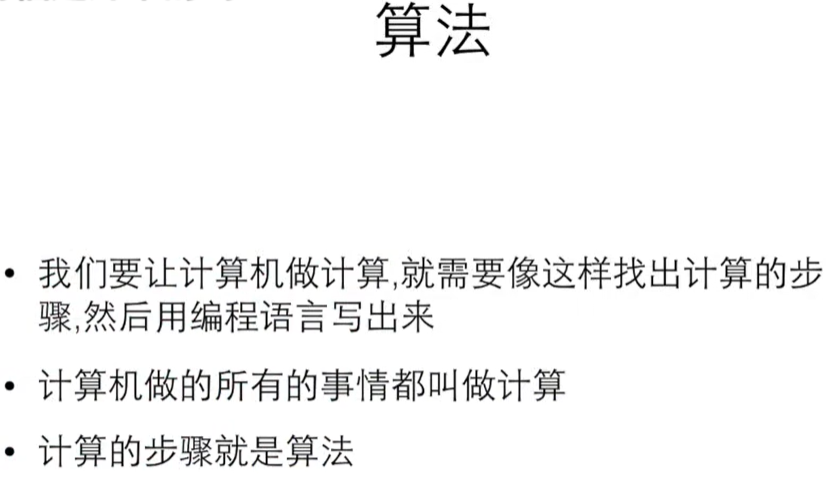 算法
• 我们要让计算机做计算,就需要像这样找出计算的步
骤,然后用编程语言写出来
• 计算机做的所有的事情都叫做计算
• 计算的步骤就是算法